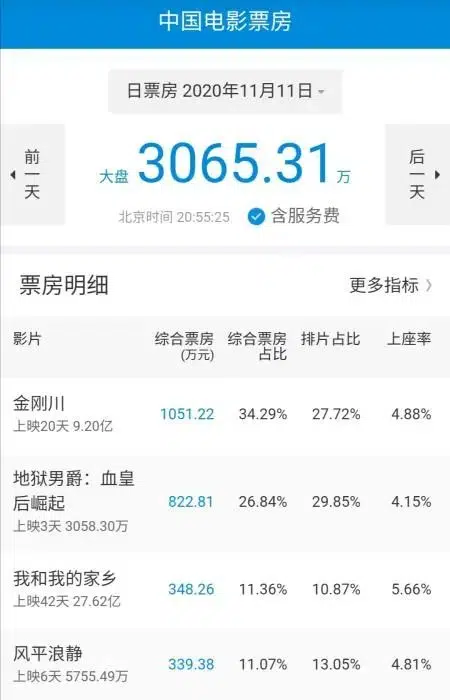 中国电影票房
日票房 2020年11月11日
前一天
大盘 3065.31 万
后一天
北京时间 20:55:25 含服务费
票房明细 更多指标
影片 综合票房 综合票房 排片占比 上座率
(万元) 占比
金刚川 1051.22 34.29% 27.72% 4.88%
上映20天 9.20亿
地狱男爵：血皇
后崛起 822.81 26.84% 29.85% 4.15%
上映3天 3058.30万
我和我的家乡 348.26 11.36% 10.87% 5.66%
上映42天 27.62亿
风平浪静 339.38 11.07% 13.05% 4.81%
上映6天 5755.49万